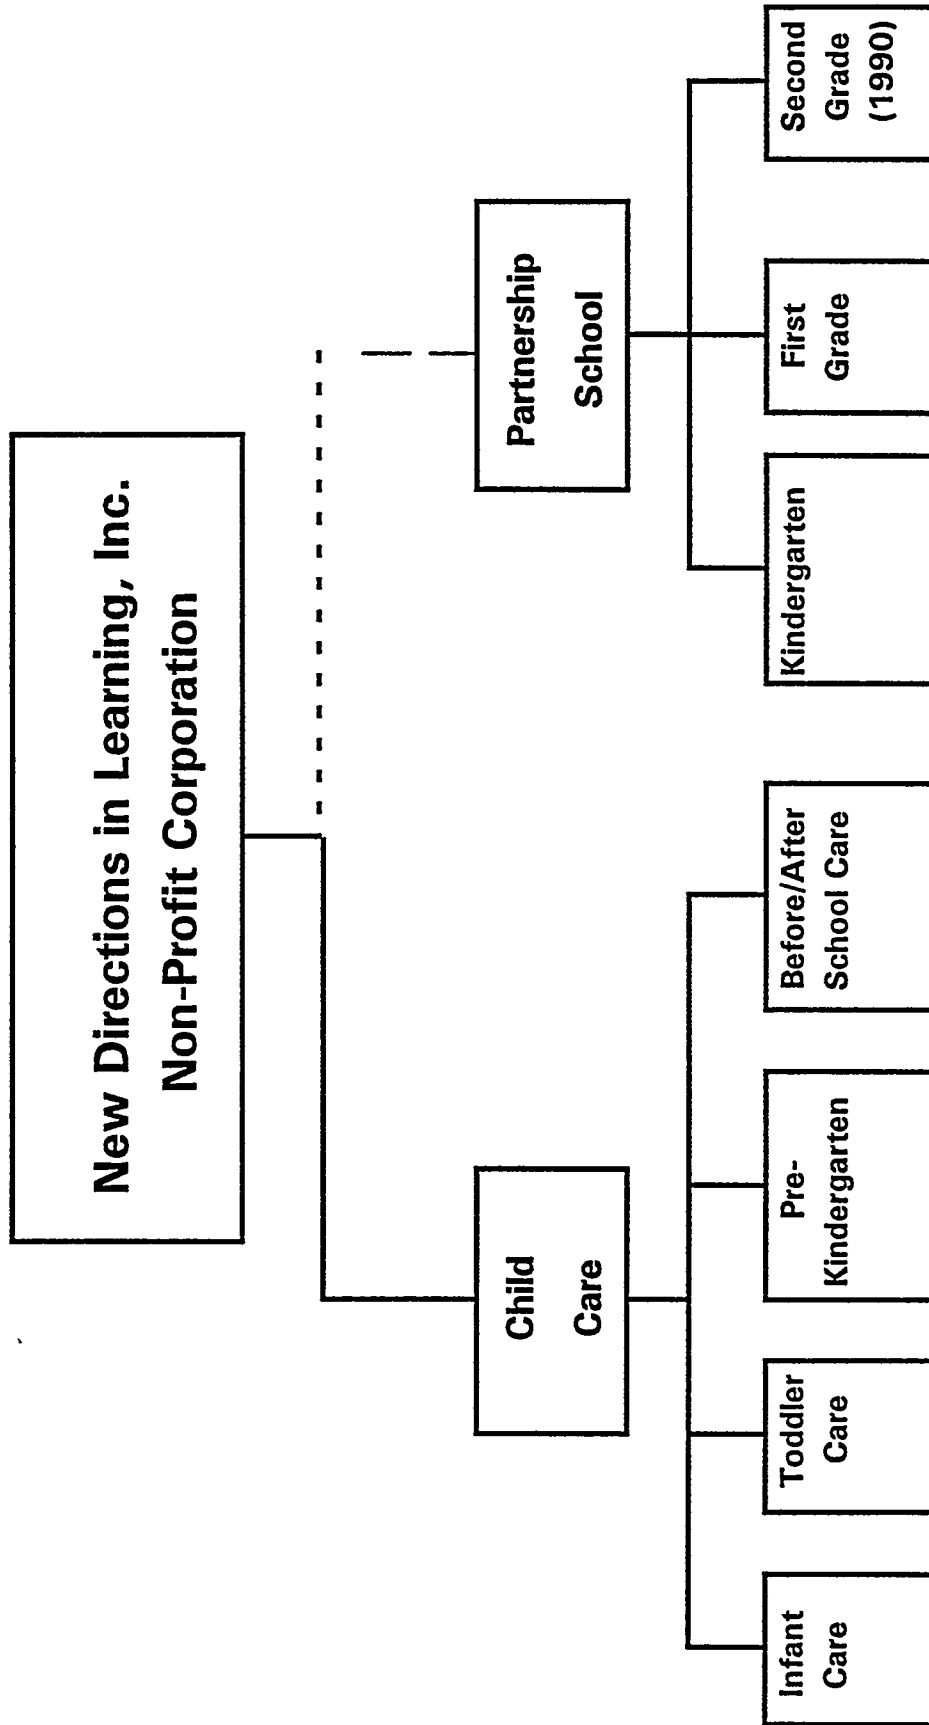 New Directions in Learning, Inc.
Non-Profit Corporation
Child
Care
Partnership
School
Infant
Care
Toddler
Care
Pre-
Kindergarten
Before/After
School Care
Kindergarten
First
Grade
Second
Grade
(1990)